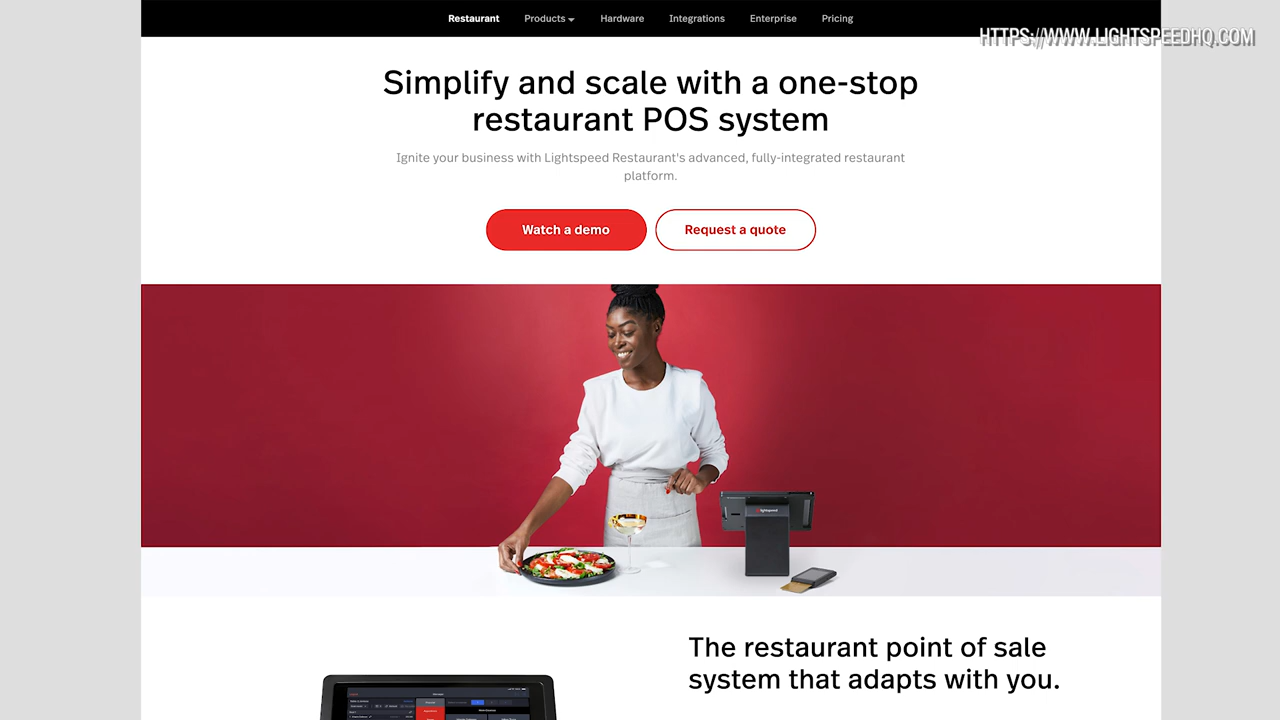 Restaurant Products Hardware Integrations Enterprise Pricing
HTTPS://WWW.LIGHTSPEEDHQ.COM
Simplify and scale with a one-stop
restaurant POS system
Ignite your business with Lightspeed Restaurant's advanced, fully-integrated restaurant
platform.
Watch a demo Request a quote
lightspeed
The restaurant point of sale
system that adapts with you.